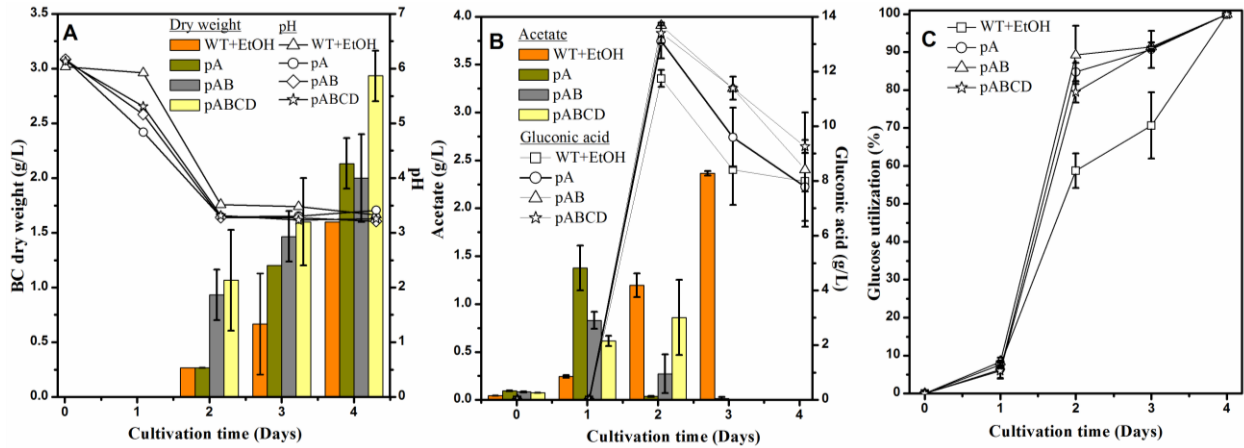 A
Dry weight pH
WT+EtOH WT+EtOH
pA pA
pAB pAB
pABCD pABCD
BC dry weight (g/L)
3.5
3.0
2.5
2.0
1.5
1.0
0.5
0.0
pH
7
6
5
4
3
2
1
0
0 1 2 3 4
Cultivation time (Days)
B
Acetate
WT+EtOH
pA
pAB
pABCD
Gluconic acid
WT+EtOH
pA
pAB
pABCD
Acetate (g/L)
4.0
3.5
3.0
2.5
2.0
1.5
1.0
0.5
0.0
Gluconic acid (g/L)
14
12
10
8
6
4
2
0
0 1 2 3 4
Cultivation time (Days)
C
WT+EtOH
pA
pAB
pABCD
Glucose utilization (%)
100
90
80
70
60
50
40
30
20
10
0
0 1 2 3 4
Cultivation time (Days)